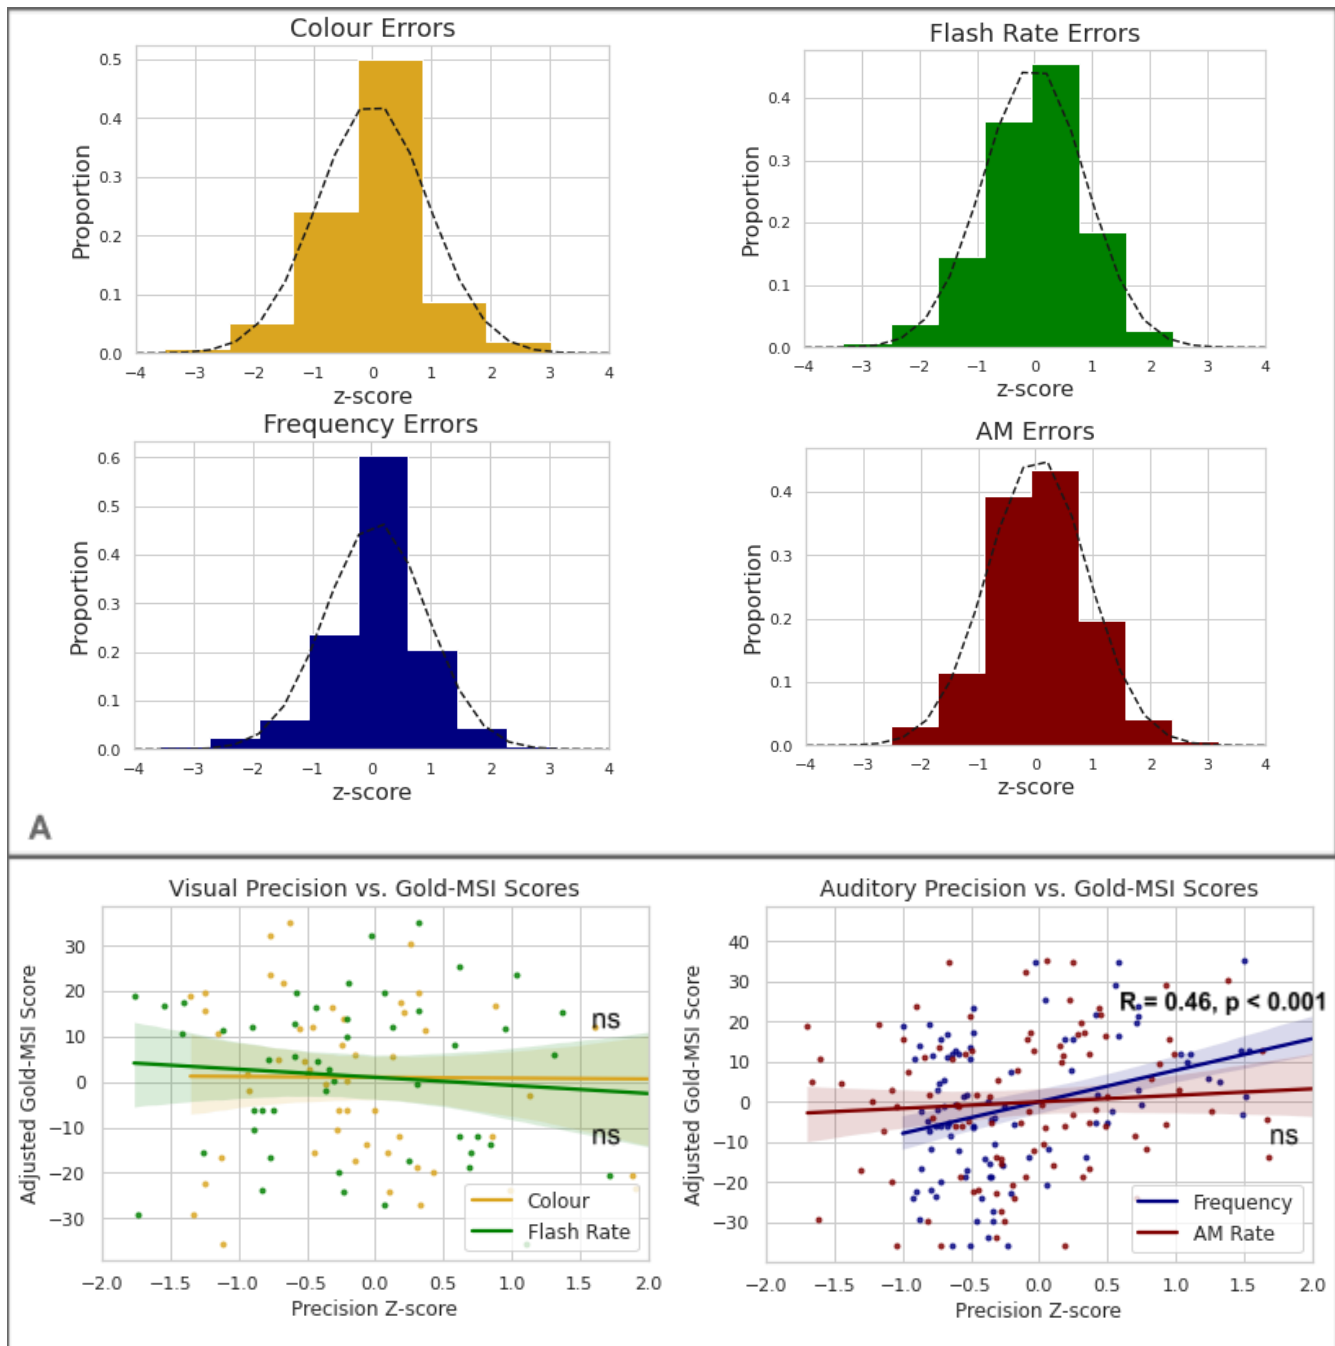 Colour Errors
Proportion
0.5
0.4
0.3
0.2
0.1
0.0
−4 −3 −2 −1 0 1 2 3 4
z-score
Flash Rate Errors
Proportion
0.4
0.3
0.2
0.1
0.0
−4 −3 −2 −1 0 1 2 3 4
z-score
Frequency Errors
Proportion
0.6
0.5
0.4
0.3
0.2
0.1
0.0
−4 −3 −2 −1 0 1 2 3 4
z-score
AM Errors
Proportion
0.4
0.3
0.2
0.1
0.0
−4 −3 −2 −1 0 1 2 3 4
z-score
A
Visual Precision vs. Gold-MSI Scores
Adjusted Gold-MSI Score
30
20
10
0
−10
−20
−30
ns
ns
Colour
Flash Rate
−2.0 −1.5 −1.0 −0.5 0.0 0.5 1.0 1.5 2.0
Precision Z-score
Auditory Precision vs. Gold-MSI Scores
Adjusted Gold-MSI Score
40
30
20
10
0
−10
−20
−30
R = 0.46, p < 0.001
ns
Frequency
AM Rate
−2.0 −1.5 −1.0 −0.5 0.0 0.5 1.0 1.5 2.0
Precision Z-score